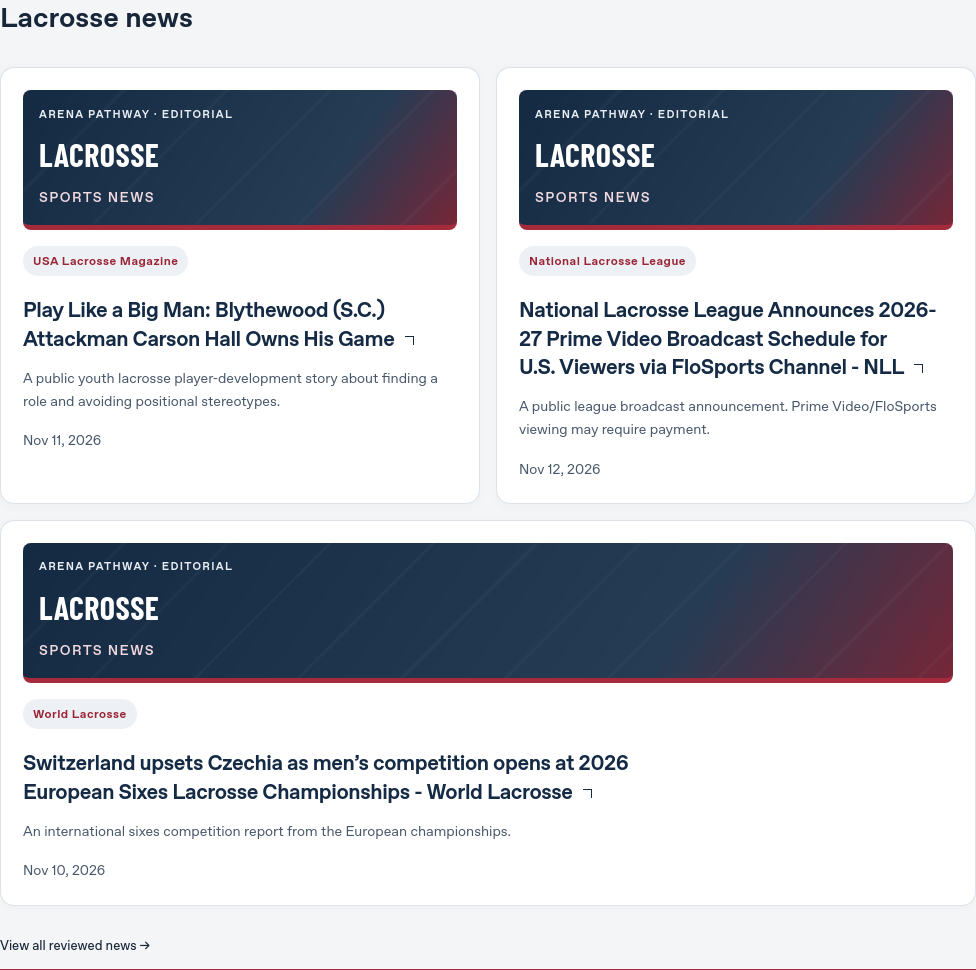 Lacrosse news
ARENA PATHWAY · EDITORIAL
LACROSSE
SPORTS NEWS
USA Lacrosse Magazine
Play Like a Big Man: Blythewood (S.C.)
Attackman Carson Hall Owns His Game
A public youth lacrosse player-development story about finding a
role and avoiding positional stereotypes.
Nov 11, 2026
ARENA PATHWAY · EDITORIAL
LACROSSE
SPORTS NEWS
National Lacrosse League
National Lacrosse League Announces 2026-
27 Prime Video Broadcast Schedule for
U.S. Viewers via FloSports Channel - NLL
A public league broadcast announcement. Prime Video/FloSports
viewing may require payment.
Nov 12, 2026
ARENA PATHWAY · EDITORIAL
LACROSSE
SPORTS NEWS
World Lacrosse
Switzerland upsets Czechia as men’s competition opens at 2026
European Sixes Lacrosse Championships - World Lacrosse
An international sixes competition report from the European championships.
Nov 10, 2026
View all reviewed news →